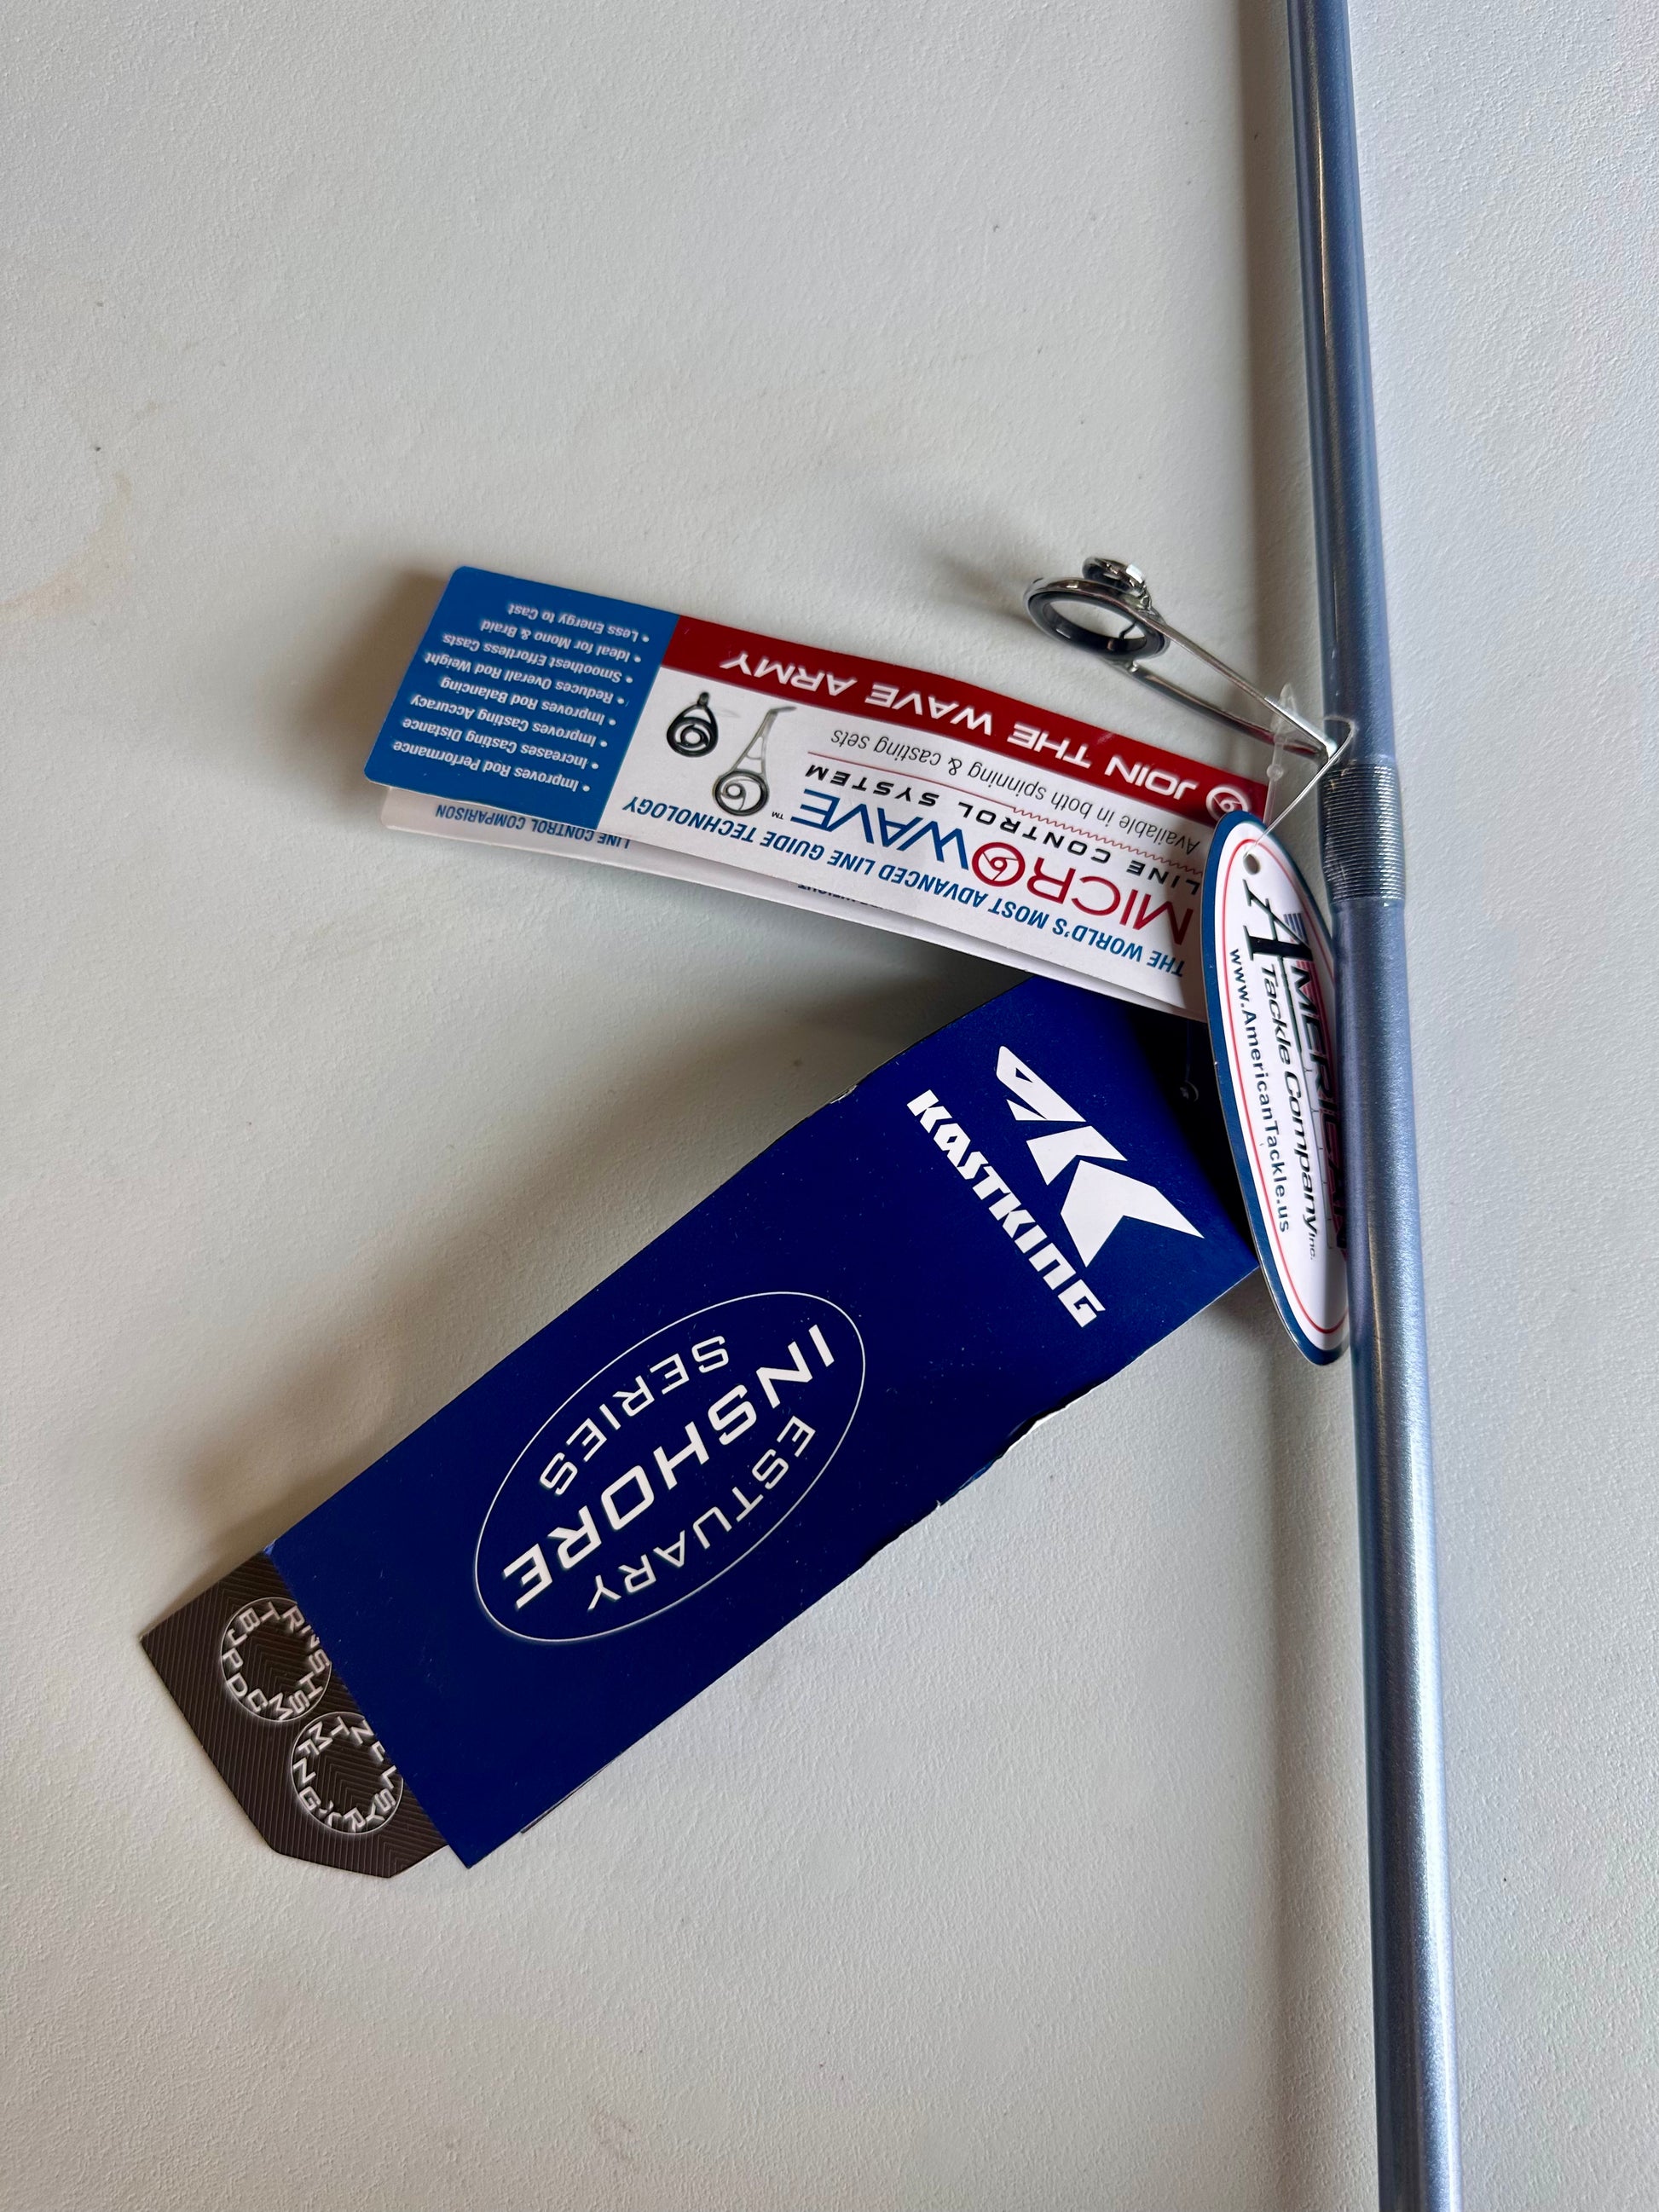 THE WORLD'S MOST ADVANCED LINE GUIDE TECHNOLOGY
MICROWAVE™
LINE CONTROL SYSTEM
Available in both spinning & casting sets
JOIN THE WAVE ARMY
• Improves Rod Performance
• Increases Casting Distance
• Improves Casting Accuracy
• Improves Rod Balancing
• Reduces Overall Rod Weight
• Smoothest Effortless Casts
• Ideal for Mono & Braid
• Less Energy to Cast
LINE CONTROL COMPARISON
AMERICAN
Tackle Company Inc.
www.AmericanTackle.us
KASTKING
ESTUARY
INSHORE
SERIES